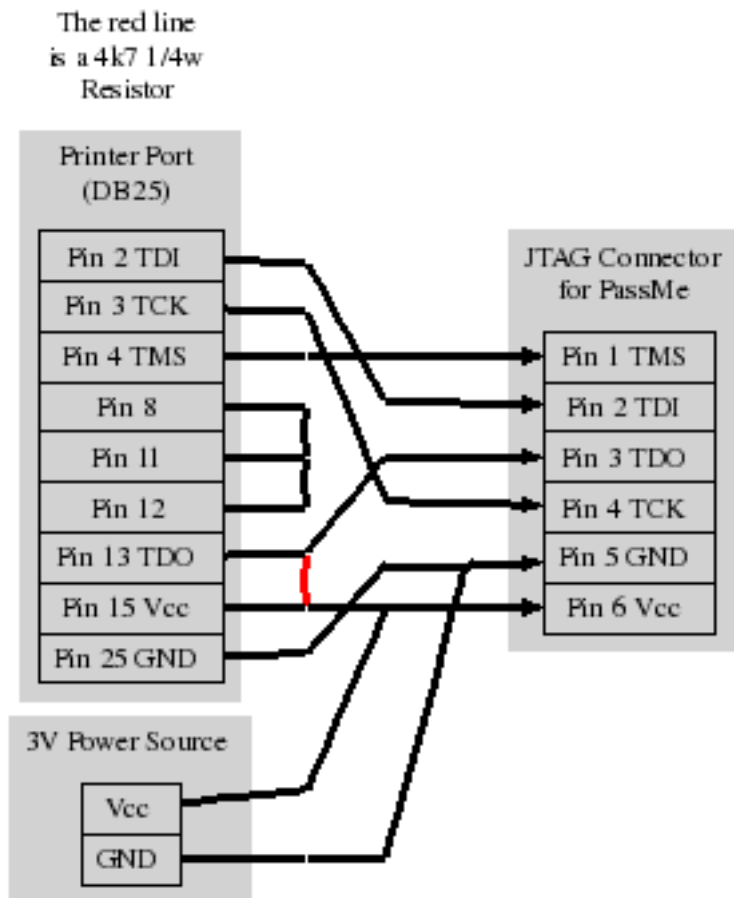 The red line
is a 4k7 1/4w
Resistor
Printer Port
(DB25)
Pin 2 TDI
Pin 3 TCK
Pin 4 TMS
Pin 8
Pin 11
Pin 12
Pin 13 TDO
Pin 15 Vcc
Pin 25 GND
JTAG Connector
for PassMe
Pin 1 TMS
Pin 2 TDI
Pin 3 TDO
Pin 4 TCK
Pin 5 GND
Pin 6 Vcc
3V Power Source
Vcc
GND